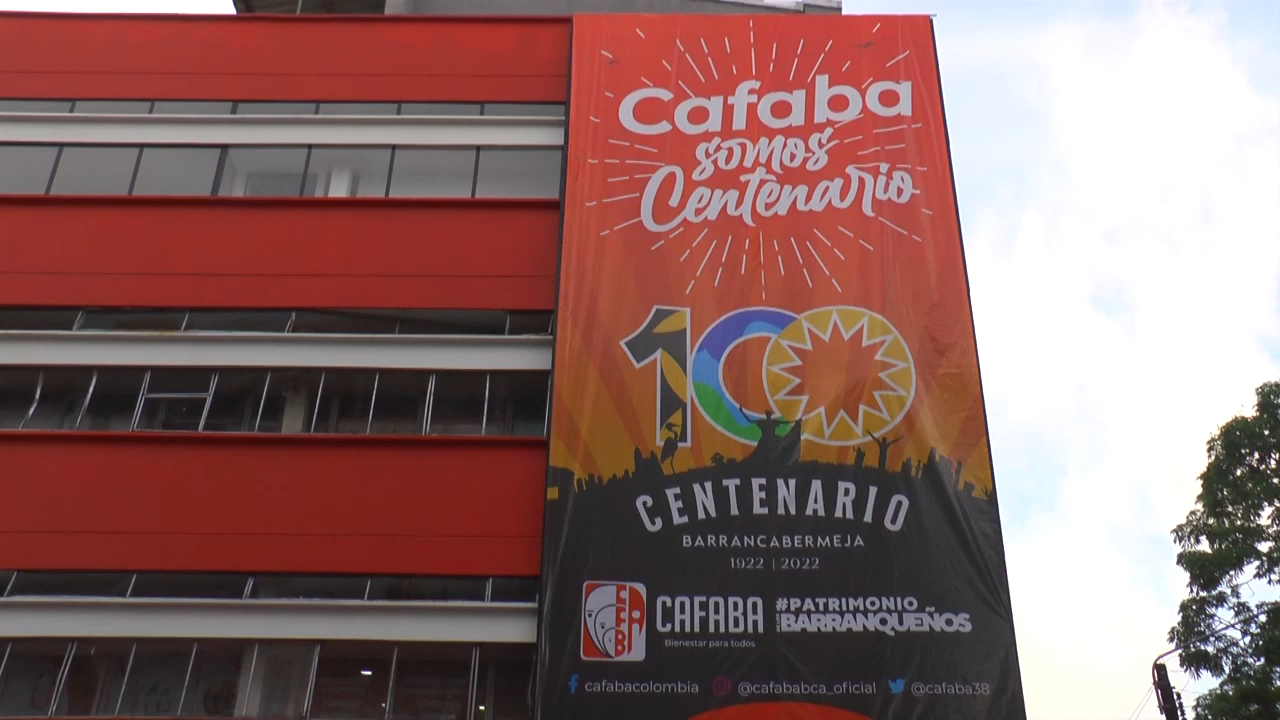 Cafaba
somos
Centenario
100
CENTENARIO
BARRANCABERMEJA
1922 | 2022
CAFABA
Bienestar para todos
#PATRIMONIO
BARRANQUEÑOS
cafabacolombia @cafababca_oficial @cafaba38